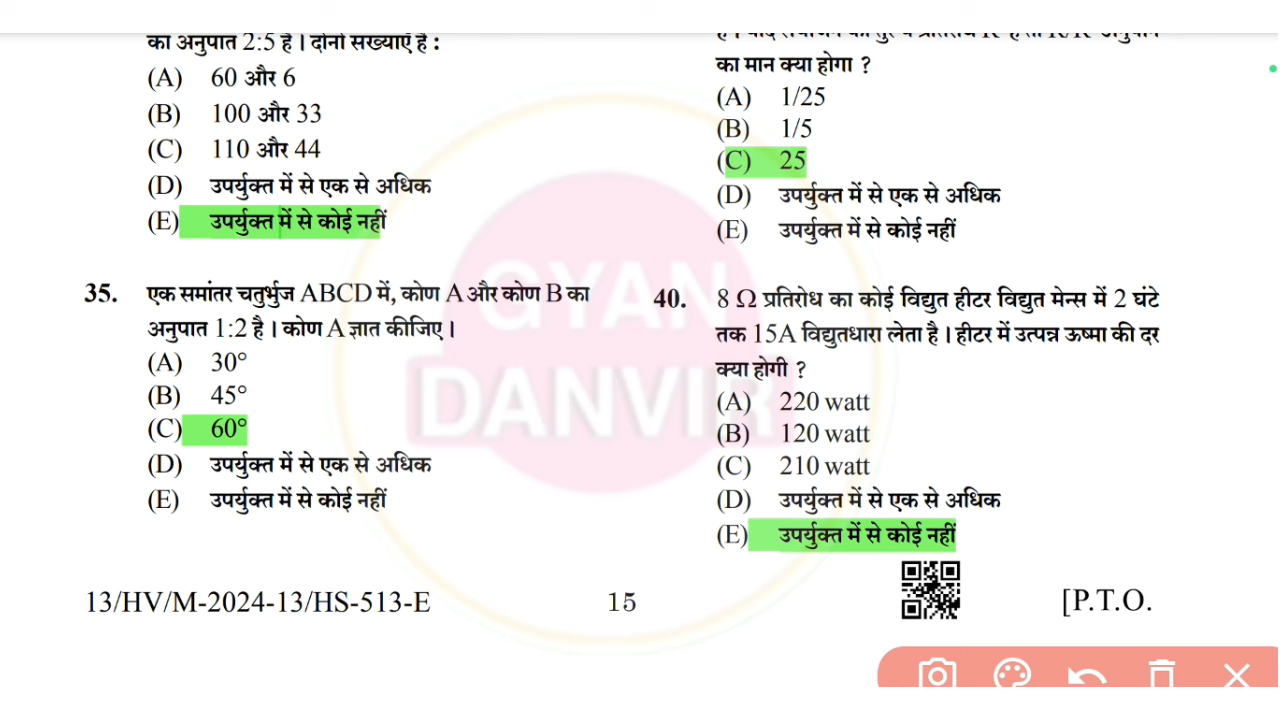 का अनुपात 2:5 है। दोनों संख्याएँ हैं :
(A) 60 और 6
(B) 100 और 33
(C) 110 और 44
(D) उपर्युक्त में से एक से अधिक
(E) उपर्युक्त में से कोई नहीं
35. एक समांतर चतुर्भुज ABCD में, कोण A और कोण B का
अनुपात 1:2 है। कोण A ज्ञात कीजिए।
(A) 30°
(B) 45°
(C) 60°
(D) उपर्युक्त में से एक से अधिक
(E) उपर्युक्त में से कोई नहीं
का मान क्या होगा ?
(A) 1/25
(B) 1/5
(C) 25
(D) उपर्युक्त में से एक से अधिक
(E) उपर्युक्त में से कोई नहीं
40. 8 Ω प्रतिरोध का कोई विद्युत हीटर विद्युत मेन्स में 2 घंटे
तक 15A विद्युतधारा लेता है। हीटर में उत्पन्न ऊष्मा की दर
क्या होगी ?
(A) 220 watt
(B) 120 watt
(C) 210 watt
(D) उपर्युक्त में से एक से अधिक
(E) उपर्युक्त में से कोई नहीं
GYAN
DANVIR
13/HV/M-2024-13/HS-513-E 15 [P.T.O.